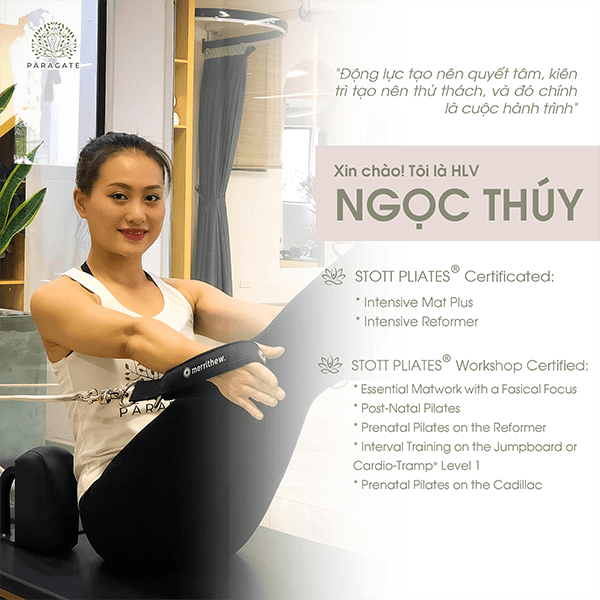 PARAGATE
"Động lực tạo nên quyết tâm, kiên
trì tạo nên thử thách, và đó chính
là cuộc hành trình"
Xin chào! Tôi là HLV
NGỌC THÚY
STOTT PLIATES® Certificated:
* Intensive Mat Plus
* Intensive Reformer
STOTT PLIATES® Workshop Certified:
* Essential Matwork with a Fasical Focus
* Post-Natal Pilates
* Prenatal Pilates on the Reformer
* Interval Training on the Jumpboard or
Cardio-Tramp® Level 1
* Prenatal Pilates on the Cadillac
merrithew.
PARA